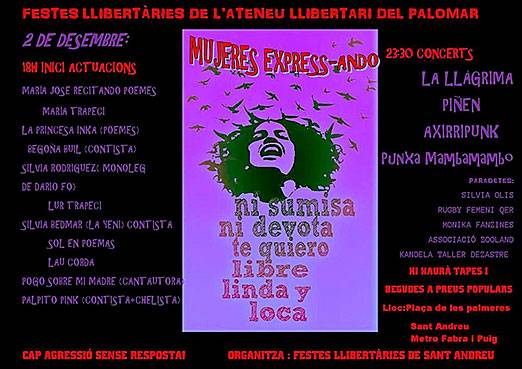 FESTES LLIBERTÀRIES DE L'ATENEU LLIBERTARI DEL PALOMAR
2 DE DESEMBRE:
18H INICI ACTUACIONS
MARÍA JOSE RECITANDO POEMES
MARÍA TRAPECI
LA PRINCESA INKA (POEMES)
BEGOÑA BUIL (CONTISTA)
SILVIA RODRIGUEZ( MONOLEG
DE DARIO FO)
LUR TRAPECI
SILVIA BEDMAR (LA YENI) CONTISTA
SOL EN POEMAS
LAU CORDA
POGO SOBRE MI MADRE (CANTAUTORA)
PALPITO PINK (CONTISTA+CHELISTA)
MUJERES EXPRESS-ANDO
ni sumisa
ni devota
te quiero
libre
linda y
loca
23:30 CONCERTS
LA LLÁGRIMA
PIÑEN
AXIRRIPUNK
PUNXA MAMBAMAMBO
PARADETES:
SILVIA OLIS
RUGBY FEMENI QER
MONIKA FANZINES
ASSOCIACIÓ ZOOLAND
KANDELA TALLER DEZASTRE
HI HAURÀ TAPES I
BEGUDES A PREUS POPULARS
Lloc:Plaça de les palmeres
Sant Andreu
Metro Fabra i Puig
CAP AGRESSIÓ SENSE RESPOSTA!
ORGANITZA : FESTES LLIBERTÀRIES DE SANT ANDREU